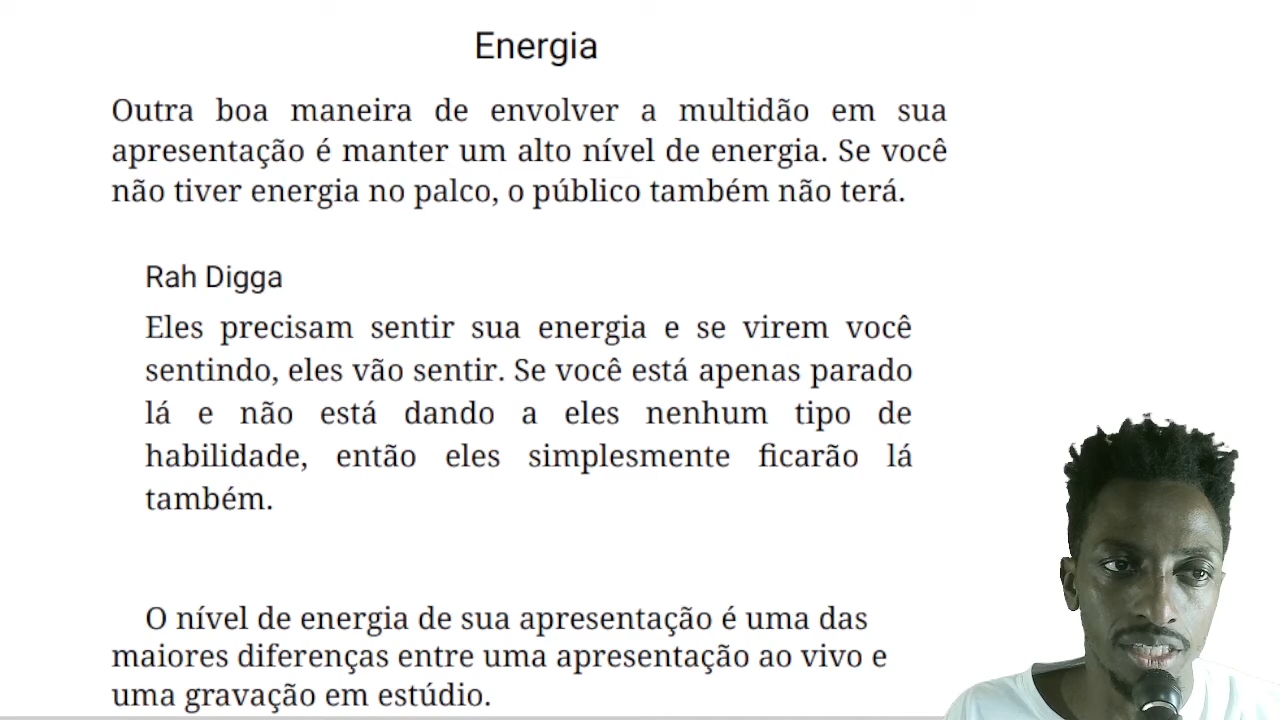 Energia
Outra boa maneira de envolver a multidão em sua
apresentação é manter um alto nível de energia. Se você
não tiver energia no palco, o público também não terá.
Rah Digga
Eles precisam sentir sua energia e se virem você
sentindo, eles vão sentir. Se você está apenas parado
lá e não está dando a eles nenhum tipo de
habilidade, então eles simplesmente ficarão lá
também.
O nível de energia de sua apresentação é uma das
maiores diferenças entre uma apresentação ao vivo e
uma gravação em estúdio.